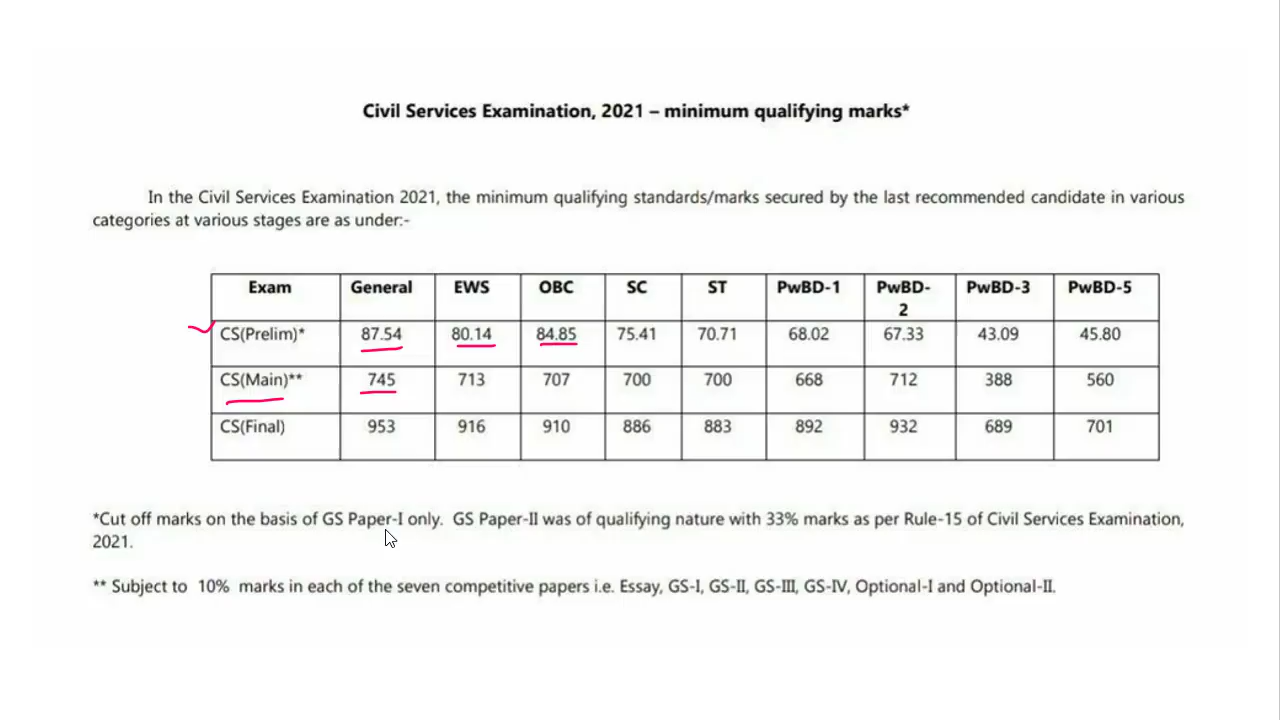 Civil Services Examination, 2021 – minimum qualifying marks*
In the Civil Services Examination 2021, the minimum qualifying standards/marks secured by the last recommended candidate in various
categories at various stages are as under:-
Exam General EWS OBC SC ST PwBD-1 PwBD- PwBD-3 PwBD-5
2
CS(Prelim)* 87.54 80.14 84.85 75.41 70.71 68.02 67.33 43.09 45.80
CS(Main)** 745 713 707 700 700 668 712 388 560
CS(Final) 953 916 910 886 883 892 932 689 701
*Cut off marks on the basis of GS Paper-I only. GS Paper-II was of qualifying nature with 33% marks as per Rule-15 of Civil Services Examination,
2021.
** Subject to 10% marks in each of the seven competitive papers i.e. Essay, GS-I, GS-II, GS-III, GS-IV, Optional-I and Optional-II.